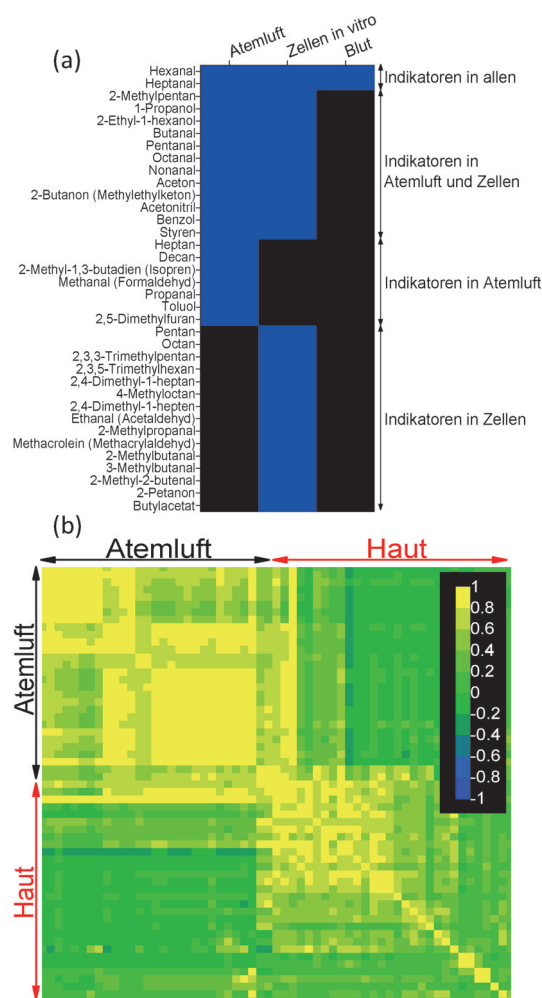 (a)
Atemluft
Zellen in vitro
Blut
Hexanal
Heptanal
2-Methylpentan
1-Propanol
2-Ethyl-1-hexanol
Butanal
Pentanal
Octanal
Nonanal
Aceton
2-Butanon (Methylethylketon)
Acetonitril
Benzol
Styren
Heptan
Decan
2-Methyl-1,3-butadien (Isopren)
Methanal (Formaldehyd)
Propanal
Toluol
2,5-Dimethylfuran
Pentan
Octan
2,3,3-Trimethylpentan
2,3,5-Trimethylhexan
2,4-Dimethyl-1-heptan
4-Methyloctan
2,4-Dimethyl-1-hepten
Ethanal (Acetaldehyd)
2-Methylpropanal
Methacrolein (Methacrylaldehyd)
2-Methylbutanal
3-Methylbutanal
2-Methyl-2-butenal
2-Petanon
Butylacetat
Indikatoren in allen
Indikatoren in
Atemluft und Zellen
Indikatoren in Atemluft
Indikatoren in Zellen
(b)
Atemluft
Haut
Atemluft
Haut
1
0.8
0.6
0.4
0.2
0
-0.2
-0.4
-0.6
-0.8
-1